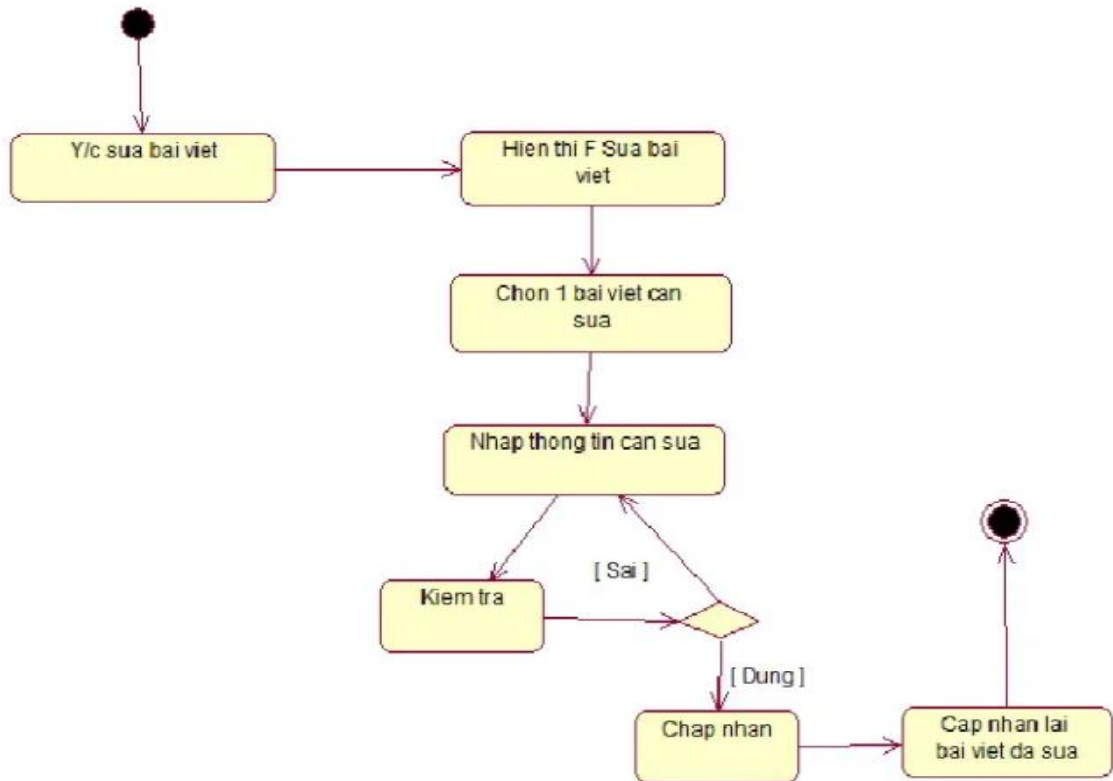 Y/c sua bai viet
Hien thi F Sua bai
viet
Chon 1 bai viet can
sua
Nhap thong tin can sua
[ Sai ]
Kiem tra
[ Dung ]
Chap nhan
Cap nhan lai
bai viet da sua